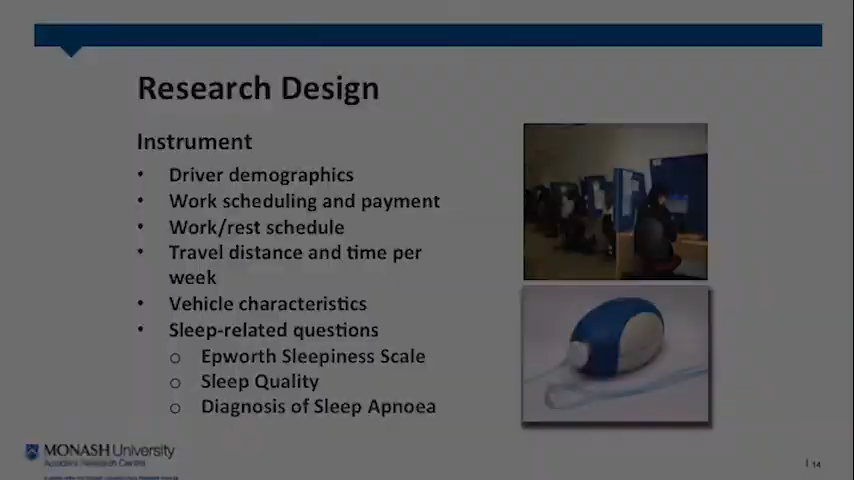 Research Design
Instrument
• Driver demographics
• Work scheduling and payment
• Work/rest schedule
• Travel distance and time per
week
• Vehicle characteristics
• Sleep-related questions
o Epworth Sleepiness Scale
o Sleep Quality
o Diagnosis of Sleep Apnoea
MONASH University
Accident Research Centre
14